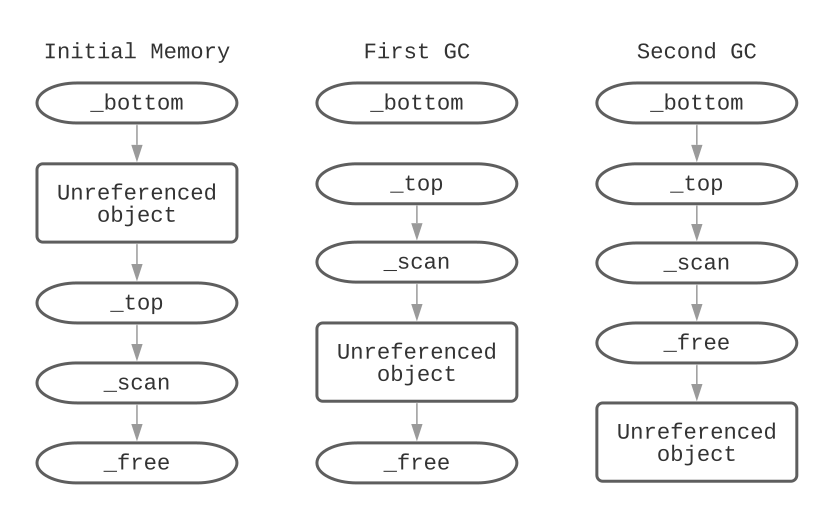 Initial Memory
_bottom
Unreferenced
object
_top
_scan
_free
First GC
_bottom
_top
_scan
Unreferenced
object
_free
Second GC
_bottom
_top
_scan
_free
Unreferenced
object